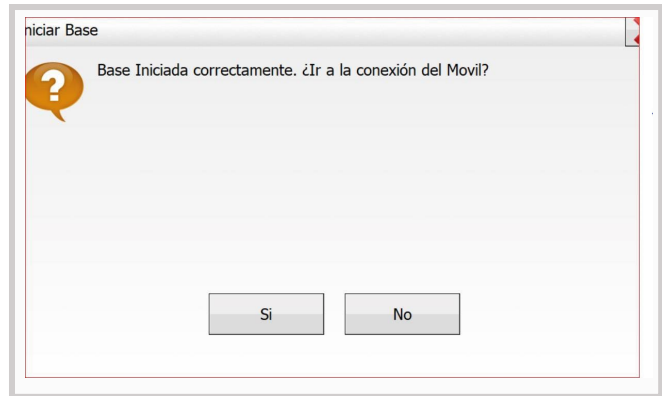 niciar Base
Base Iniciada correctamente. ¿Ir a la conexión del Movil?
Si
No